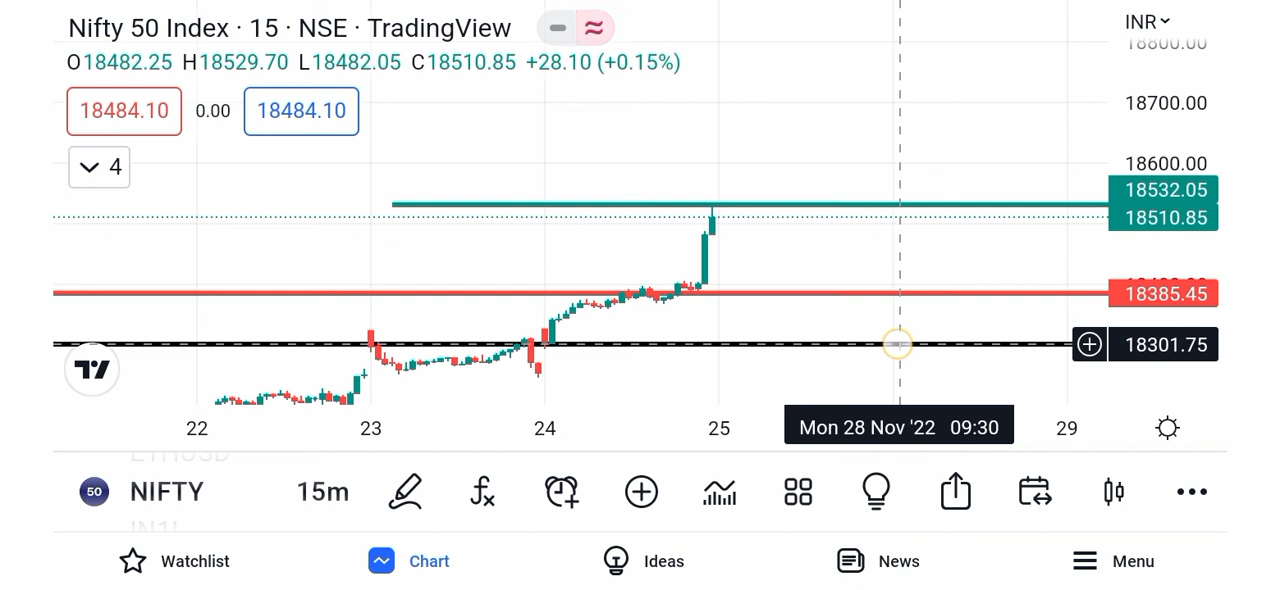 Nifty 50 Index · 15 · NSE · TradingView
INR
18800.00
O18482.25 H18529.70 L18482.05 C18510.85 +28.10 (+0.15%)
18484.10 0.00 18484.10
18700.00
4
18600.00
18532.05
18510.85
18385.45
18301.75
22 23 24 25 Mon 28 Nov '22 09:30 29
ETHUSD
50 NIFTY 15m
Watchlist Chart Ideas News Menu